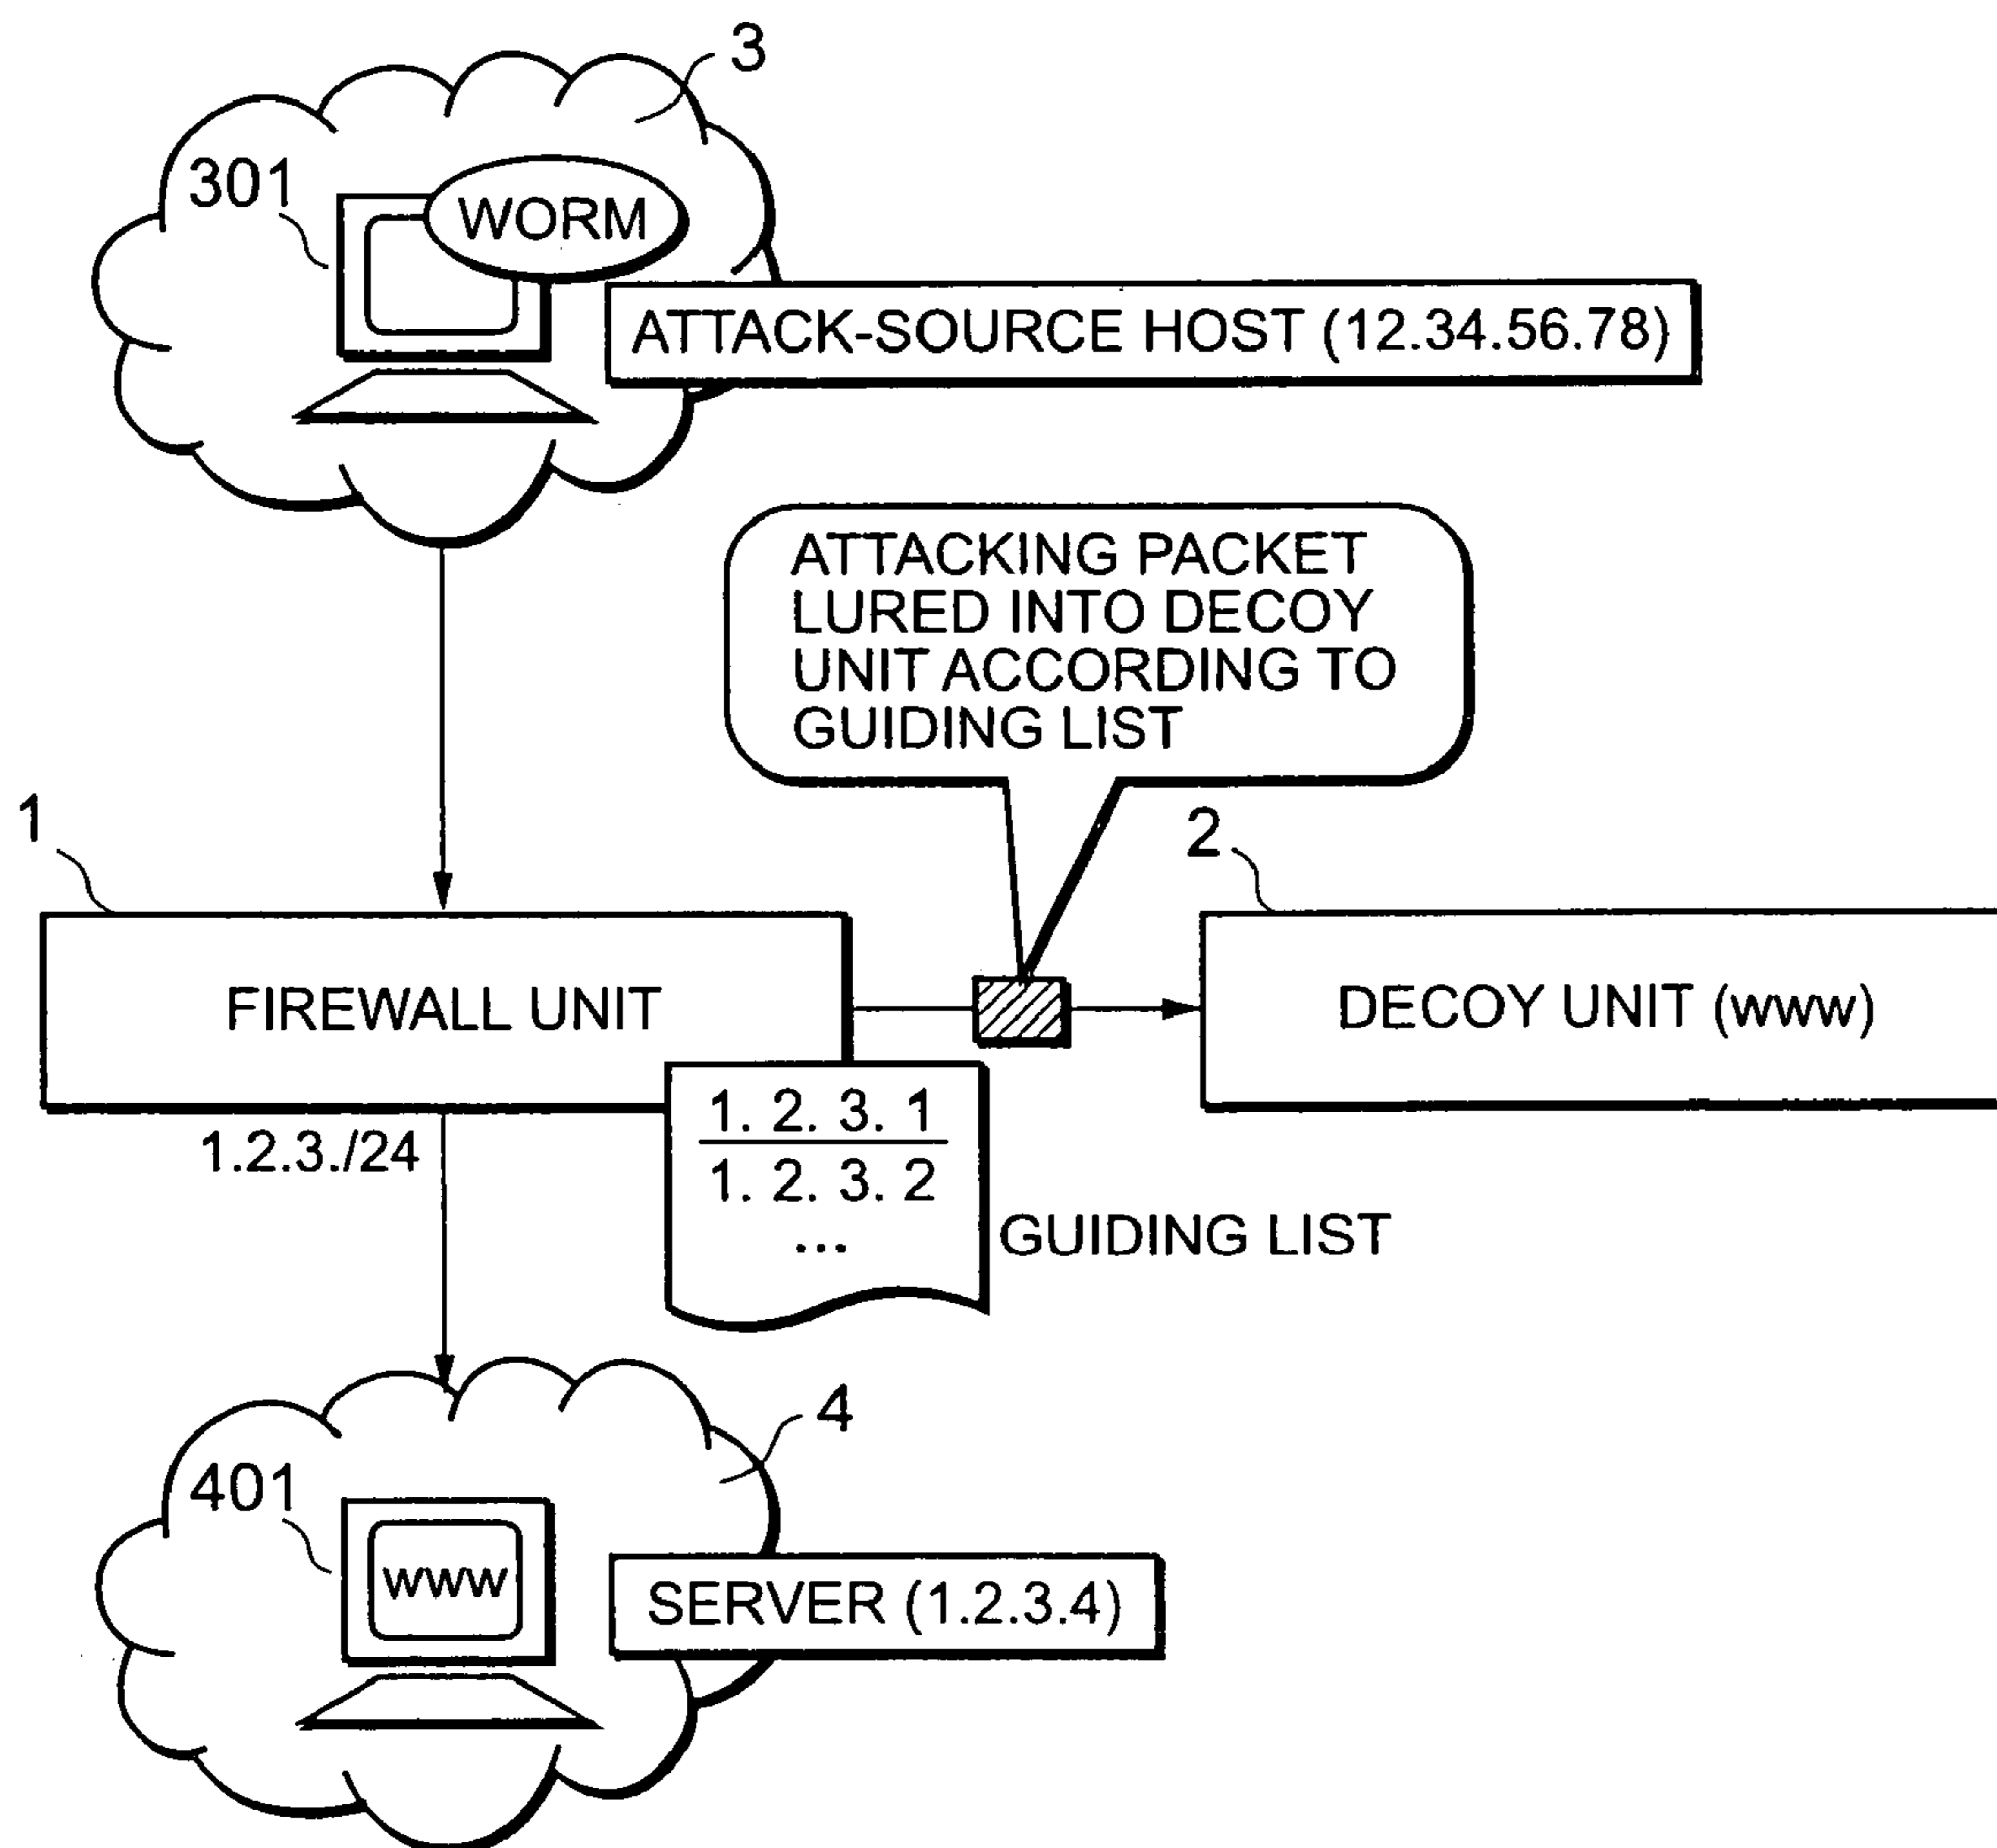 3
301
WORM
ATTACK-SOURCE HOST (12.34.56.78)
ATTACKING PACKET
LURED INTO DECOY
UNIT ACCORDING TO
GUIDING LIST
1
2
FIREWALL UNIT
DECOY UNIT (WWW)
1. 2. 3. 1
1.2.3./24
1. 2. 3. 2
...
GUIDING LIST
4
401
WWW
SERVER (1.2.3.4)